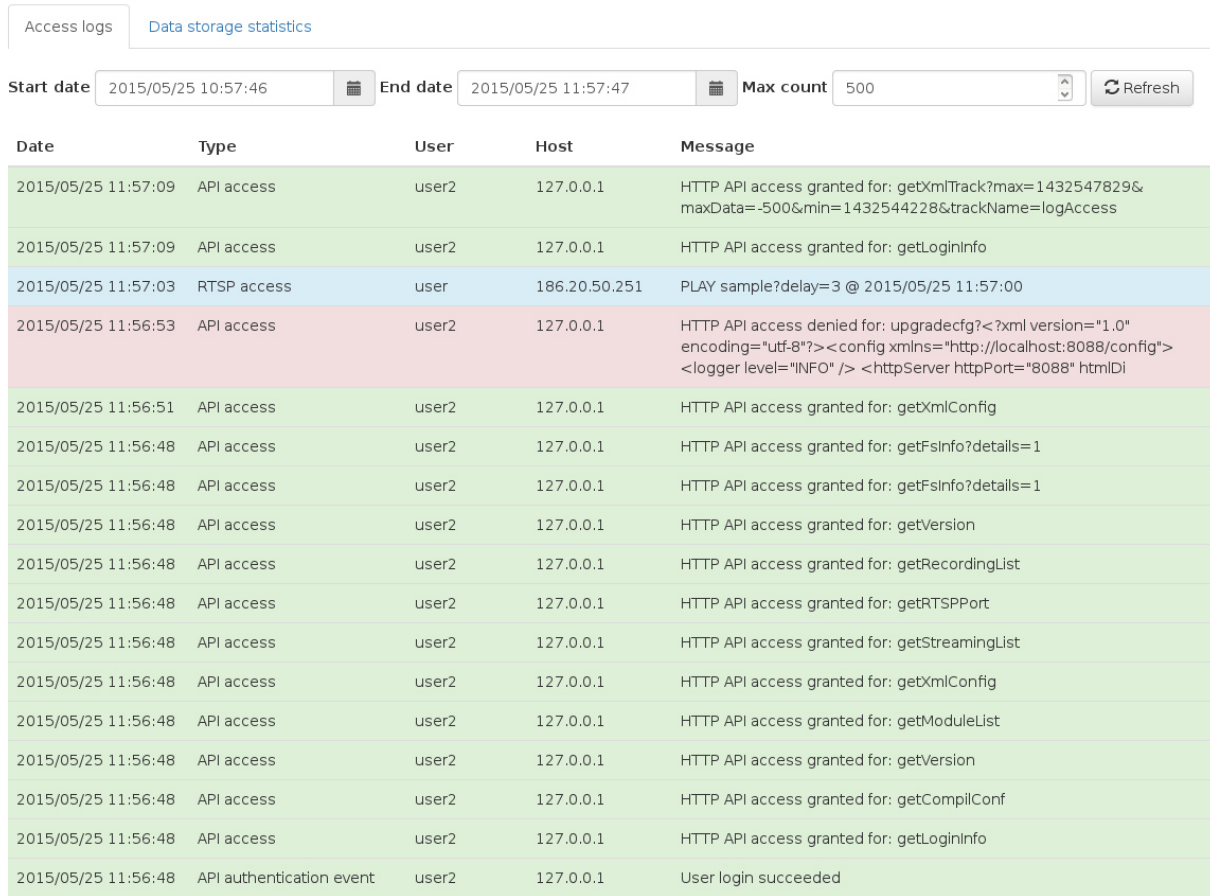 Access logs Data storage statistics
Start date 2015/05/25 10:57:46 End date 2015/05/25 11:57:47 Max count 500 Refresh
Date Type User Host Message
2015/05/25 11:57:09 API access user2 127.0.0.1 HTTP API access granted for: getXmlTrack?max=1432547829&
maxData=-500&min=1432544228&trackName=logAccess
2015/05/25 11:57:09 API access user2 127.0.0.1 HTTP API access granted for: getLoginInfo
2015/05/25 11:57:03 RTSP access user 186.20.50.251 PLAY sample?delay=3 @ 2015/05/25 11:57:00
2015/05/25 11:56:53 API access user2 127.0.0.1 HTTP API access denied for: upgradecfg?<?xml version="1.0"
encoding="utf-8"?><config xmlns="http://localhost:8088/config">
<logger level="INFO" /> <httpServer httpPort="8088" htmlDi
2015/05/25 11:56:51 API access user2 127.0.0.1 HTTP API access granted for: getXmlConfig
2015/05/25 11:56:48 API access user2 127.0.0.1 HTTP API access granted for: getFsInfo?details=1
2015/05/25 11:56:48 API access user2 127.0.0.1 HTTP API access granted for: getFsInfo?details=1
2015/05/25 11:56:48 API access user2 127.0.0.1 HTTP API access granted for: getVersion
2015/05/25 11:56:48 API access user2 127.0.0.1 HTTP API access granted for: getRecordingList
2015/05/25 11:56:48 API access user2 127.0.0.1 HTTP API access granted for: getRTSPPort
2015/05/25 11:56:48 API access user2 127.0.0.1 HTTP API access granted for: getStreamingList
2015/05/25 11:56:48 API access user2 127.0.0.1 HTTP API access granted for: getXmlConfig
2015/05/25 11:56:48 API access user2 127.0.0.1 HTTP API access granted for: getModuleList
2015/05/25 11:56:48 API access user2 127.0.0.1 HTTP API access granted for: getVersion
2015/05/25 11:56:48 API access user2 127.0.0.1 HTTP API access granted for: getCompilConf
2015/05/25 11:56:48 API access user2 127.0.0.1 HTTP API access granted for: getLoginInfo
2015/05/25 11:56:48 API authentication event user2 127.0.0.1 User login succeeded